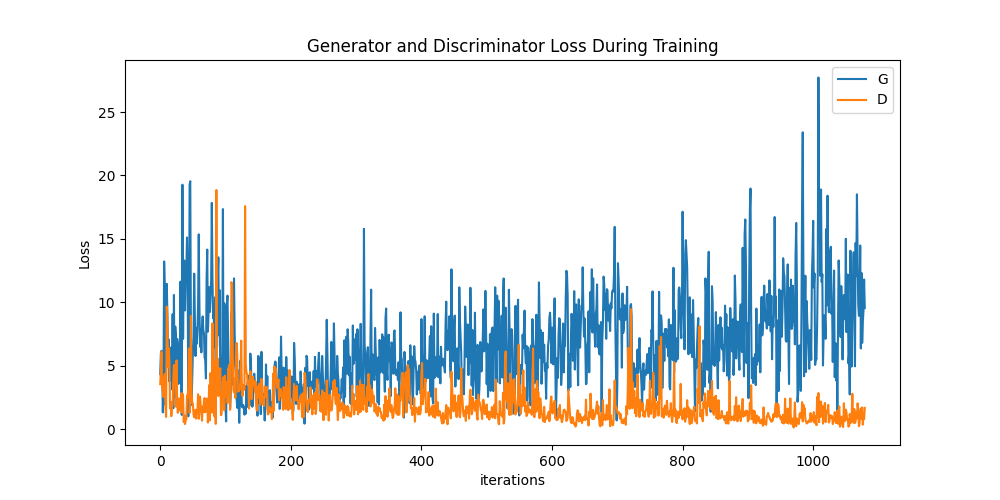 Generator and Discriminator Loss During Training
G
D
25
20
15
10
5
0
Loss
0 200 400 600 800 1000
iterations